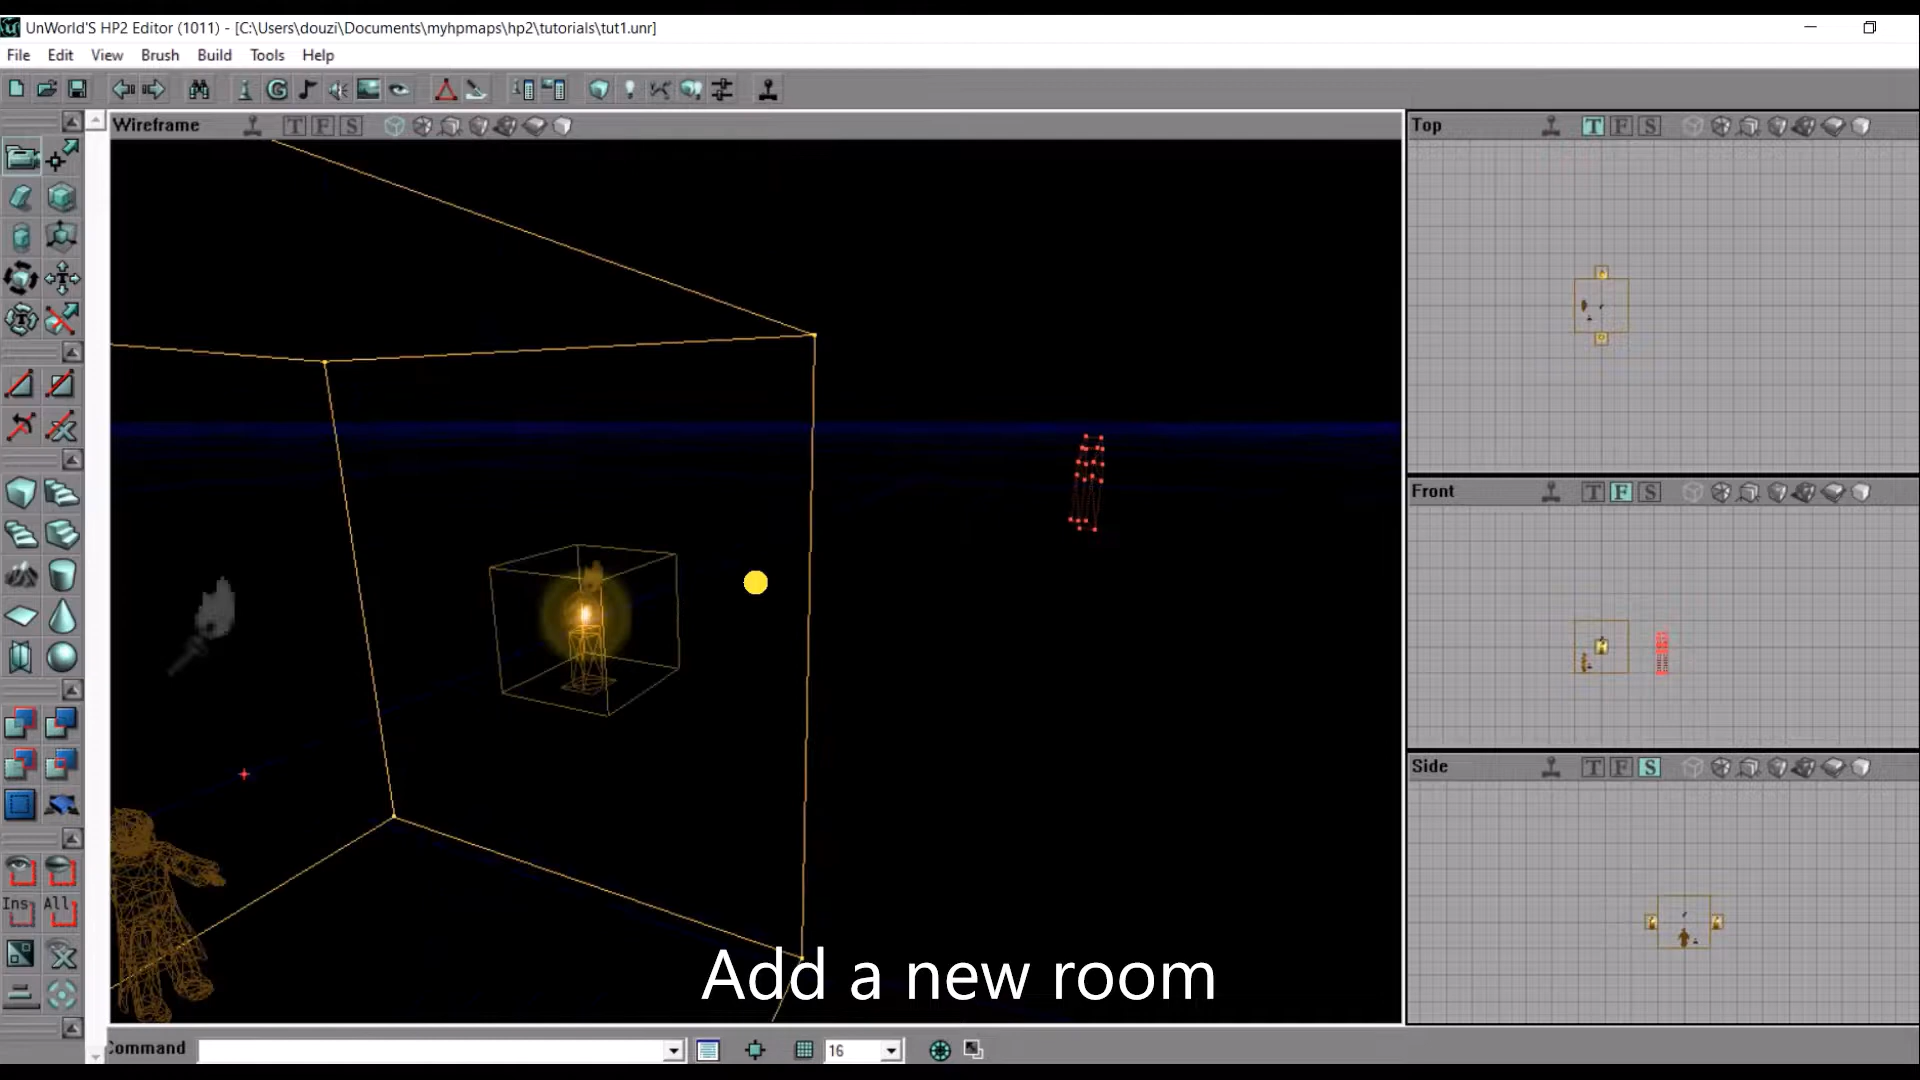 UnWorld'S HP2 Editor (1011) - [C:\Users\douzi\Documents\myhpmaps\hp2\tutorials\tut1.unr]
File Edit View Brush Build Tools Help
Wireframe T F S
Top T F S
Front T F S
Side T F S
Ins All
Add a new room
Command 16